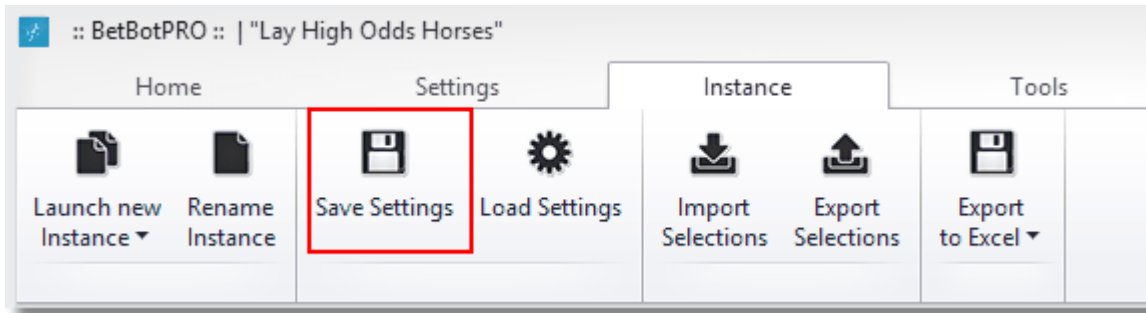 :: BetBotPRO :: | "Lay High Odds Horses"
Home Settings Instance Tools
Launch new Instance
Rename Instance
Save Settings
Load Settings
Import Selections
Export Selections
Export to Excel